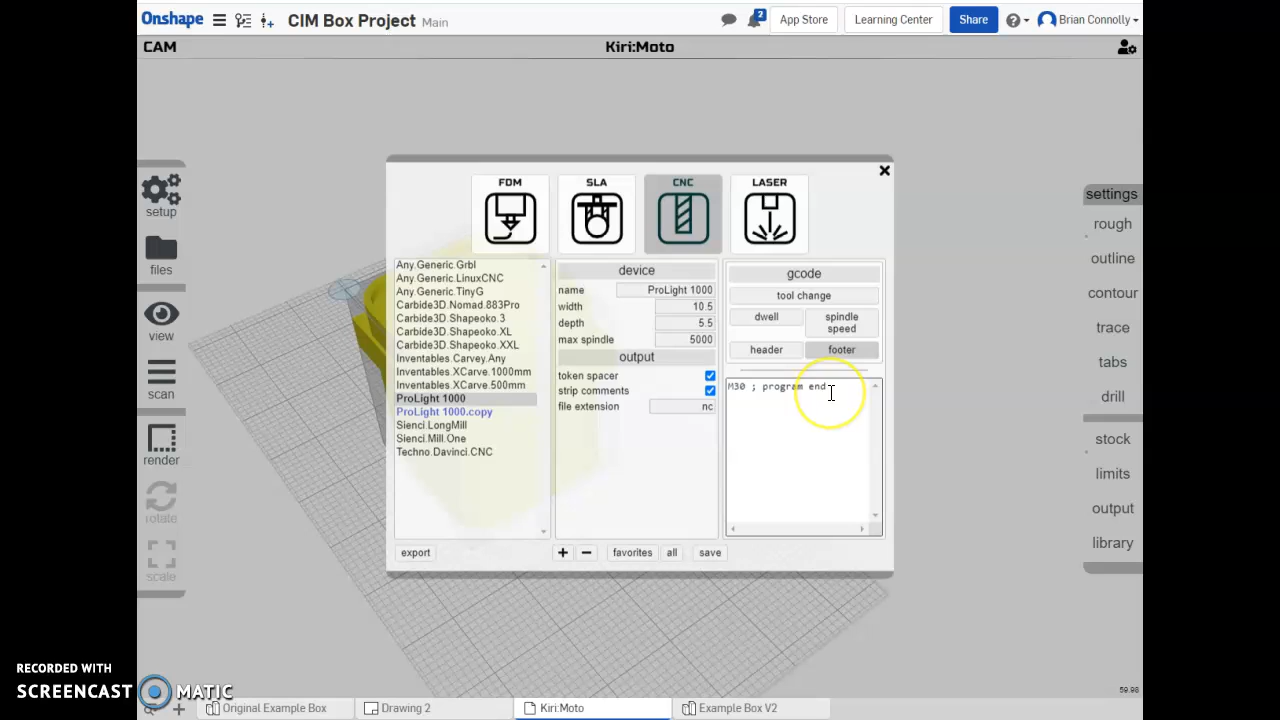 Onshape
CIM Box Project Main
2
App Store
Learning Center
Share
Brian Connolly
CAM
Kiri:Moto
setup
files
view
scan
render
rotate
scale
FDM
SLA
CNC
LASER
Any.Generic.Grbl
Any.Generic.LinuxCNC
Any.Generic.TinyG
Carbide3D.Nomad.883Pro
Carbide3D.Shapeoko.3
Carbide3D.Shapeoko.XL
Carbide3D.Shapeoko.XXL
Inventables.Carvey.Any
Inventables.XCarve.1000mm
Inventables.XCarve.500mm
ProLight 1000
ProLight 1000.copy
Sienci.LongMill
Sienci.Mill.One
Techno.Davinci.CNC
device
name ProLight 1000
width 10.5
depth 5.5
max spindle 5000
output
token spacer
strip comments
file extension nc
gcode
tool change
dwell
spindle
speed
header
footer
M30 ; program end
export
+
-
favorites
all
save
settings
rough
outline
contour
trace
tabs
drill
stock
limits
output
library
59.98
RECORDED WITH
SCREENCAST MATIC
Original Example Box
Drawing 2
Kiri:Moto
Example Box V2